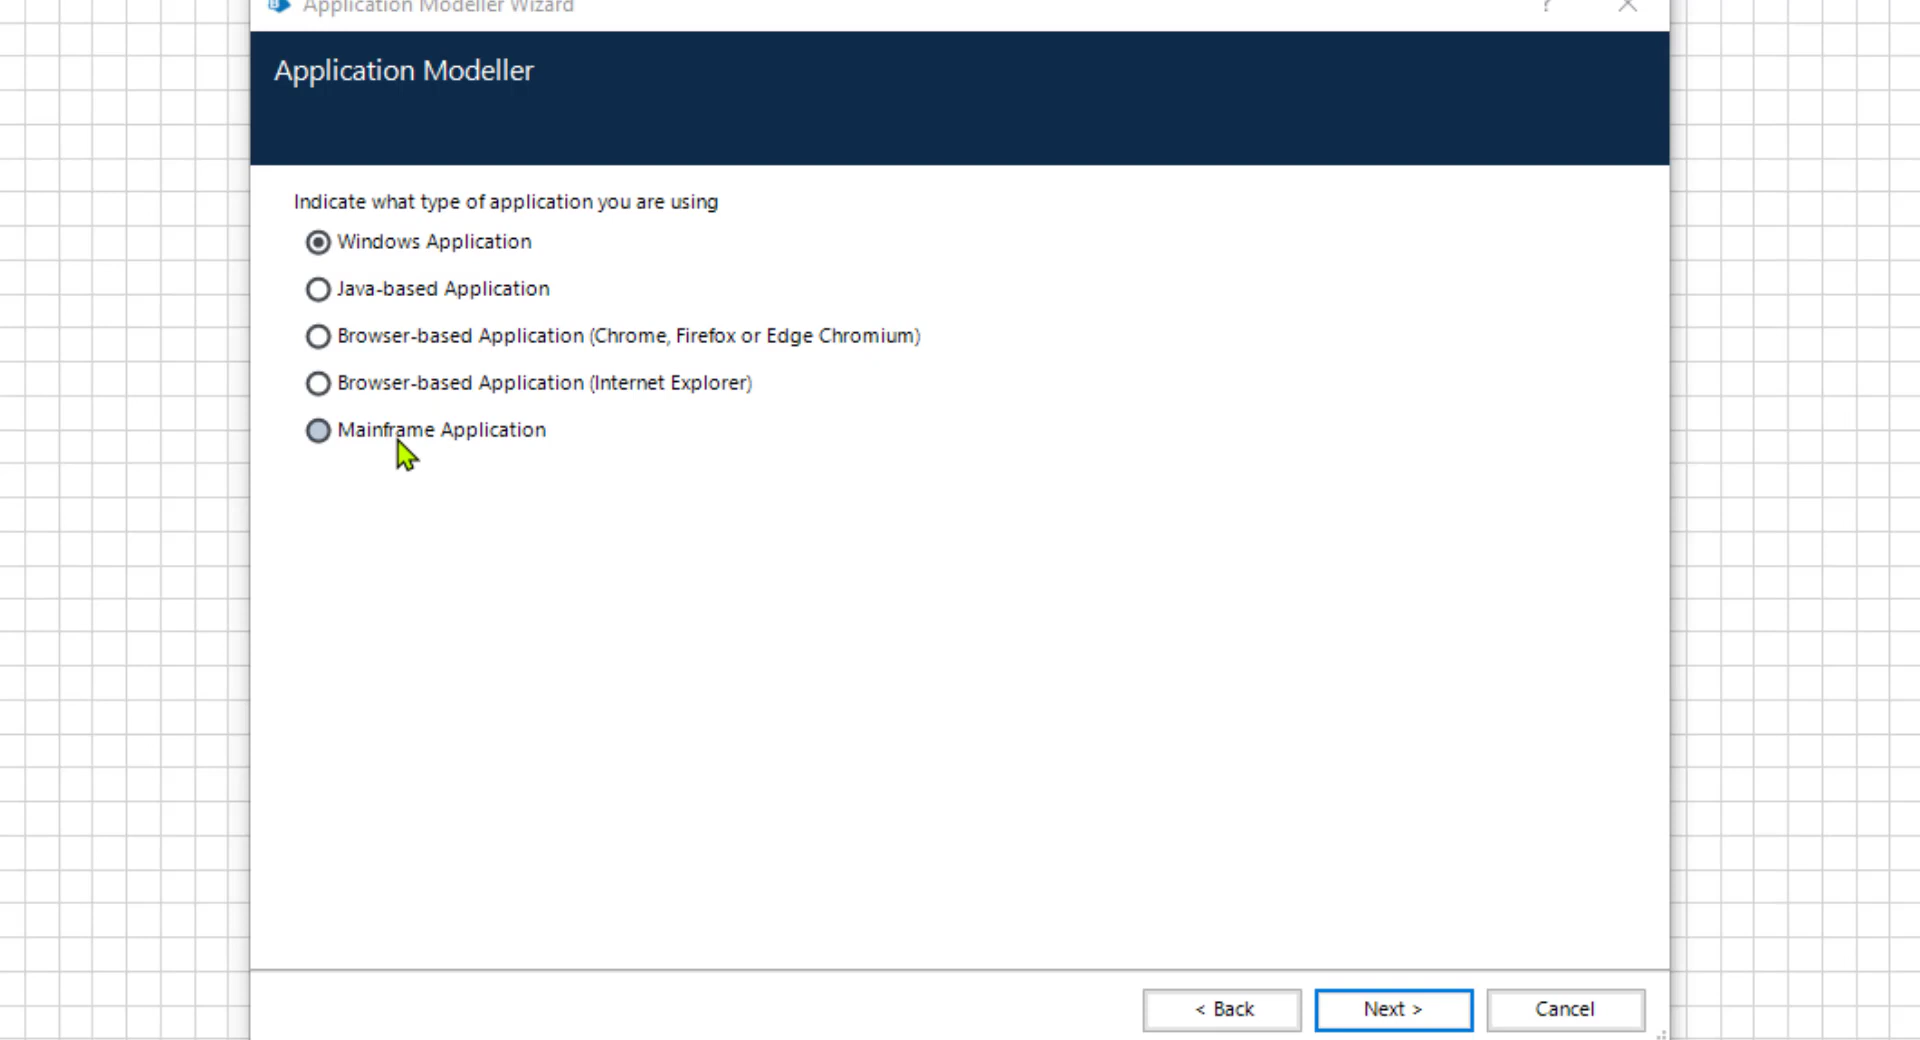 Application Modeller Wizard
?
Application Modeller
Indicate what type of application you are using
Windows Application
Java-based Application
Browser-based Application (Chrome, Firefox or Edge Chromium)
Browser-based Application (Internet Explorer)
Mainframe Application
< Back Next > Cancel